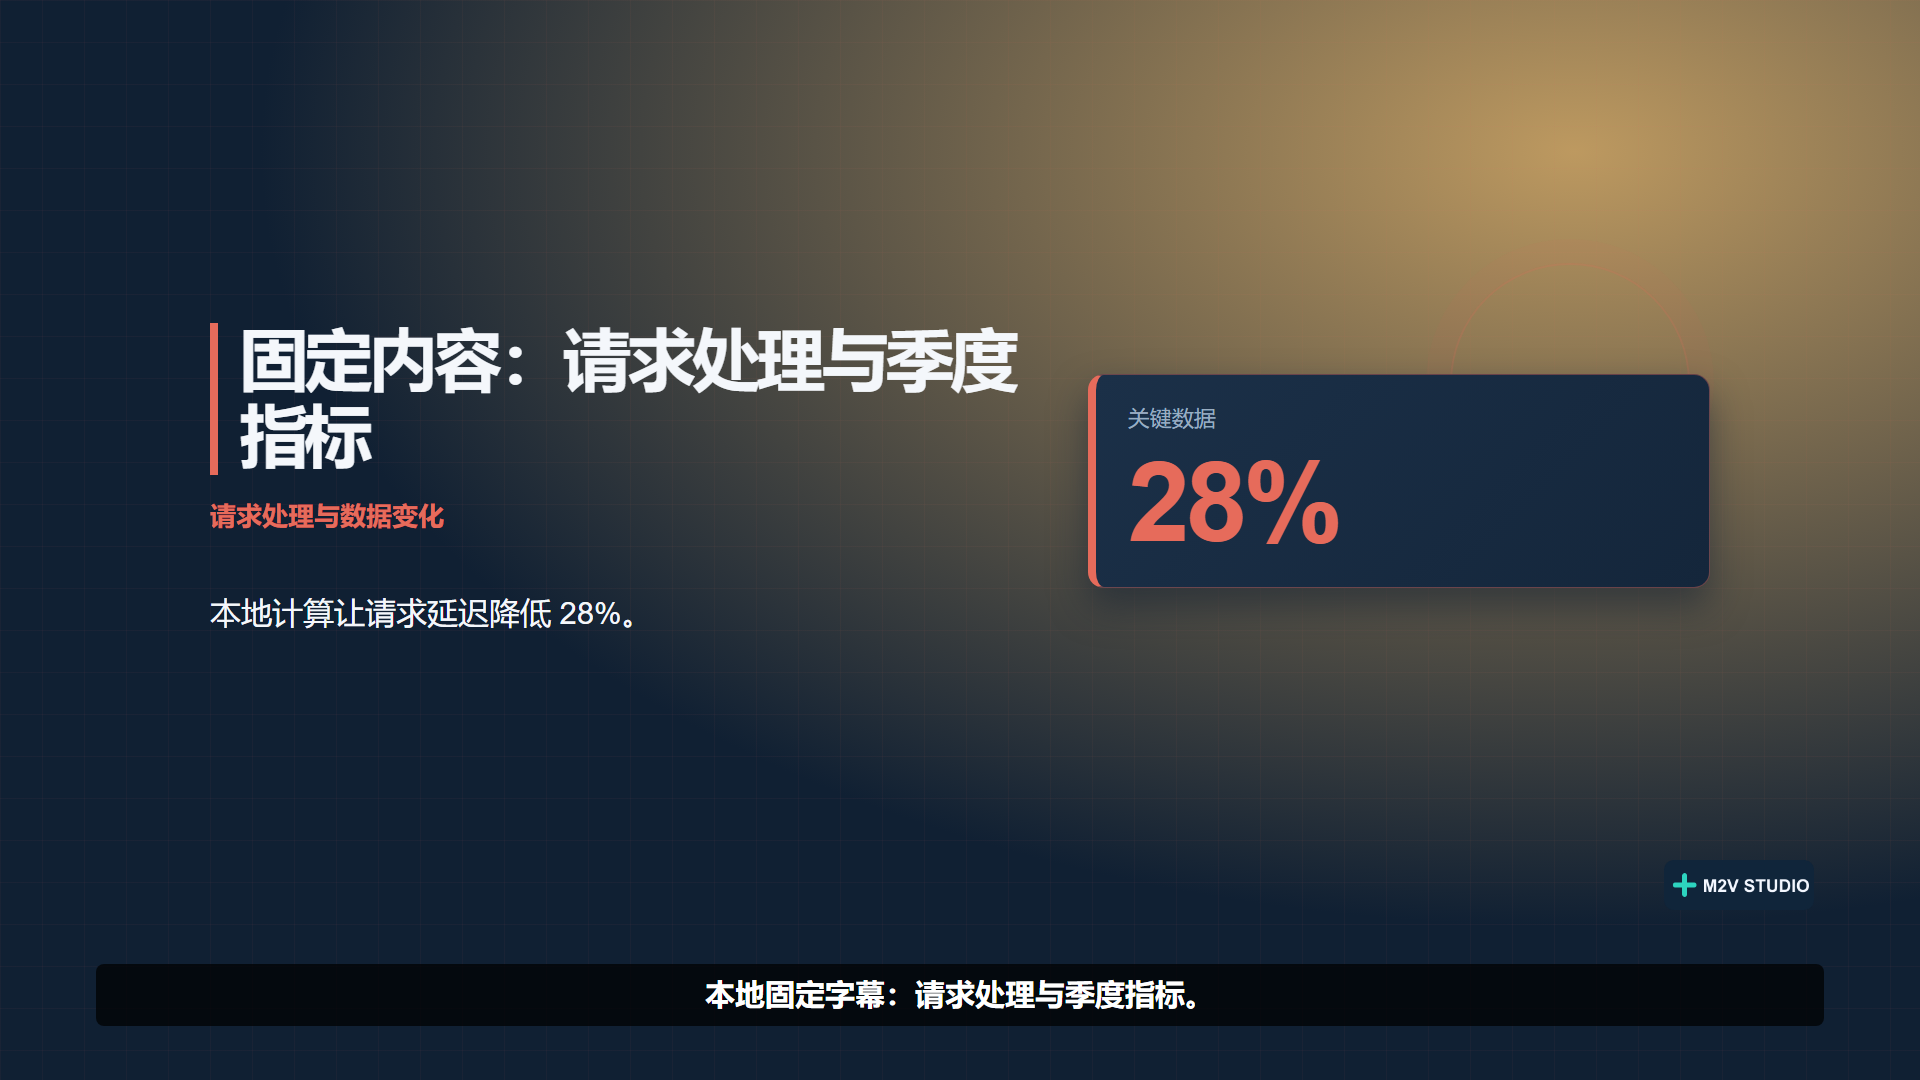 固定内容：请求处理与季度
指标
请求处理与数据变化
本地计算让请求延迟降低 28%。
关键数据
28%
M2V STUDIO
本地固定字幕：请求处理与季度指标。